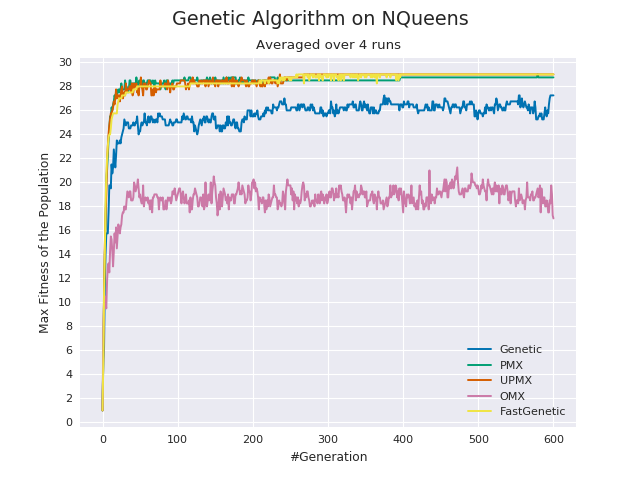 Genetic Algorithm on NQueens
Averaged over 4 runs
Max Fitness of the Population
30
28
26
24
22
20
18
16
14
12
10
8
6
4
2
0
Genetic
PMX
UPMX
OMX
FastGenetic
0 100 200 300 400 500 600
#Generation